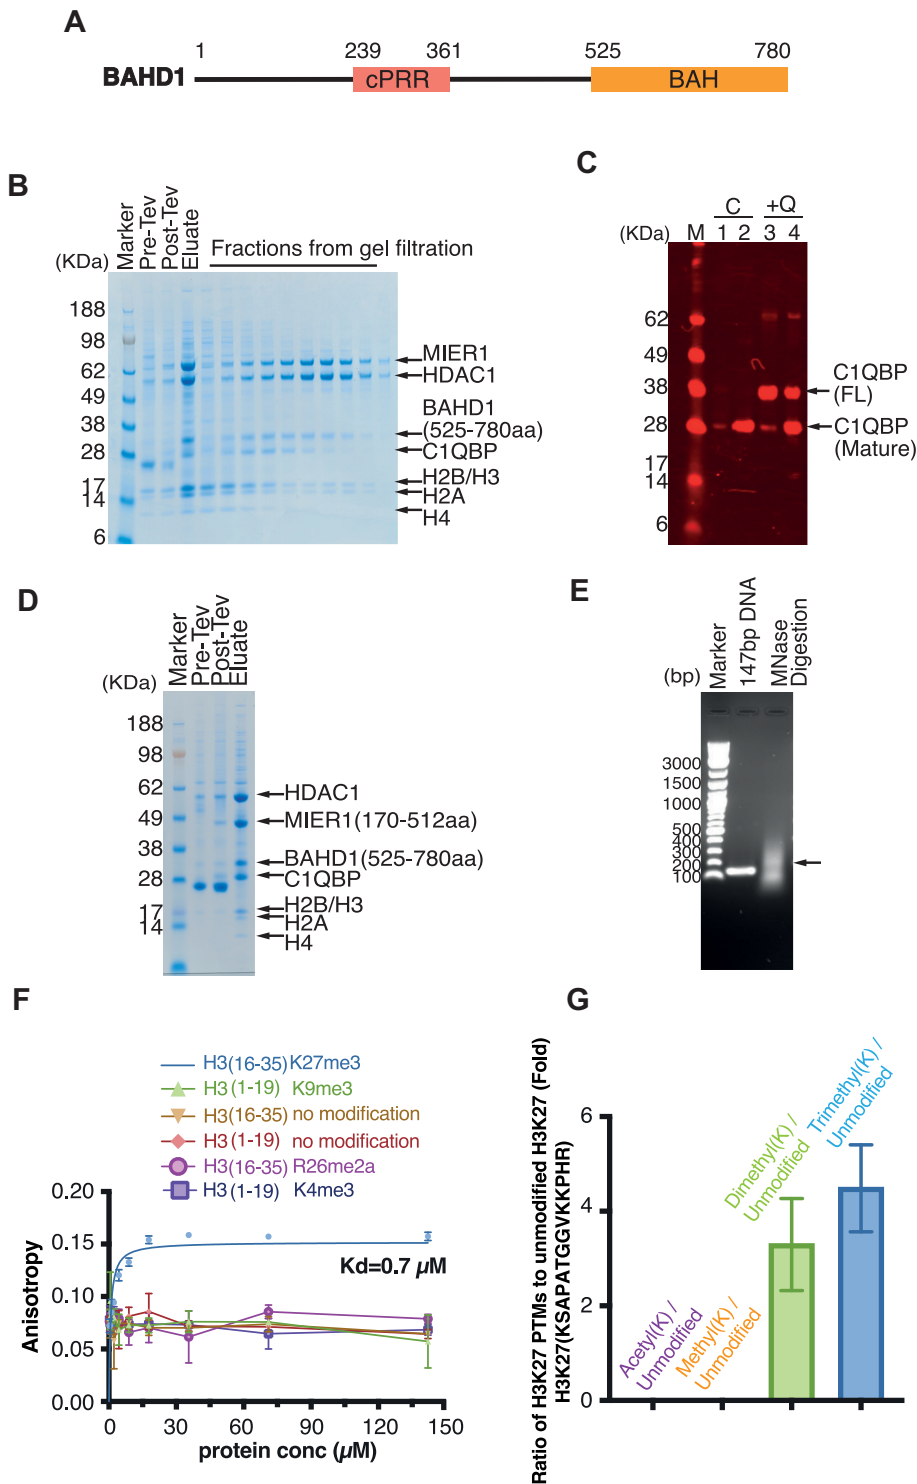 A
1 239 361 525 780
BAHD1 cPRR BAH
B
Marker
Pre-Tev
Post-Tev
Eluate
Fractions from gel filtration
(KDa)
188
98
62
49
38
28
17
14
6
MIER1
HDAC1
BAHD1
(525-780aa)
C1QBP
H2B/H3
H2A
H4
C
C +Q
(KDa) M 1 2 3 4
62
49
38
28
17
14
6
C1QBP
(FL)
C1QBP
(Mature)
D
Marker
Pre-Tev
Post-Tev
Eluate
(KDa)
188
98
62
49
38
28
17
14
HDAC1
MIER1(170-512aa)
BAHD1(525-780aa)
C1QBP
H2B/H3
H2A
H4
E
Marker
147bp DNA
MNase
Digestion
(bp)
3000
1500
1000
500
400
300
200
100
F
H3(16-35) K27me3
H3(1-19) K9me3
H3(16-35) no modification
H3(1-19) no modification
H3(16-35) R26me2a
H3(1-19) K4me3
Anisotropy
0.20
0.15
0.10
0.05
0.00
Kd=0.7 µM
0 30 60 90 120 150
protein conc (µM)
G
Ratio of H3K27 PTMs to unmodified H3K27 (Fold)
H3K27(KSAPATGGVKKPHR)
6
4
2
0
Acetyl(K) /
Unmodified
Methyl(K) /
Unmodified
Dimethyl(K) /
Unmodified
Trimethyl(K) /
Unmodified